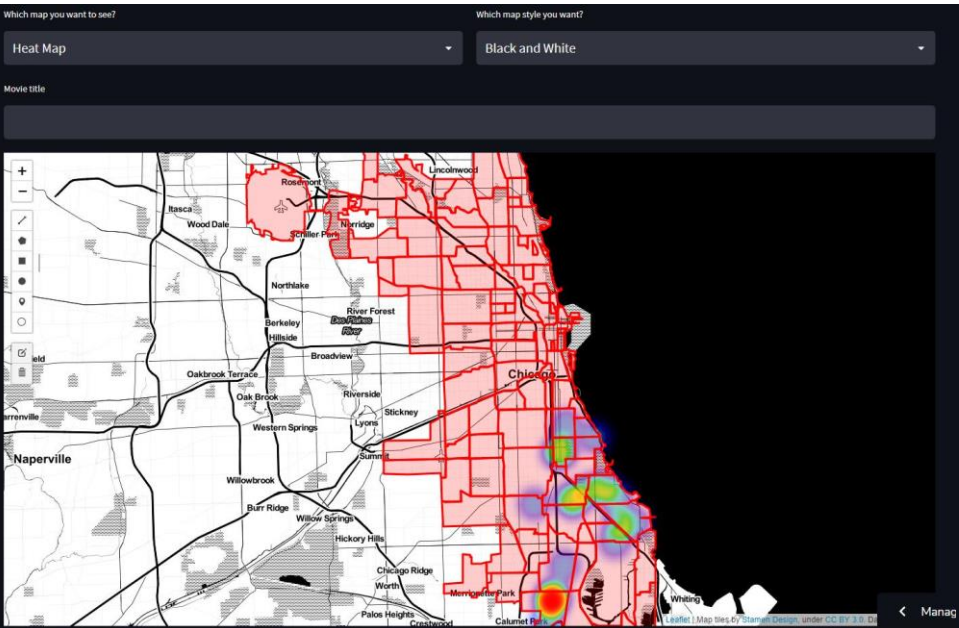 Which map you want to see?
Which map style you want?
Heat Map
Black and White
Movie title
+
−
Lincolnwood
Rosemont
Itasca
Wood Dale
Norridge
Schiller Park
Northlake
River Forest
Des Plaines
River
Berkeley
Hillside
Broadview
ield
Oakbrook Terrace
Chicago
Oak Brook
Riverside
Stickney
arrenville
Lyons
Western Springs
Summit
Naperville
Willowbrook
Burr Ridge
Willow Springs
Hickory Hills
Chicago Ridge
Worth
Merrionette Park
Whiting
Palos Heights
Crestwood
Calumet Park
Leaflet | Map tiles by Stamen Design, under CC BY 3.0. Da
Manag